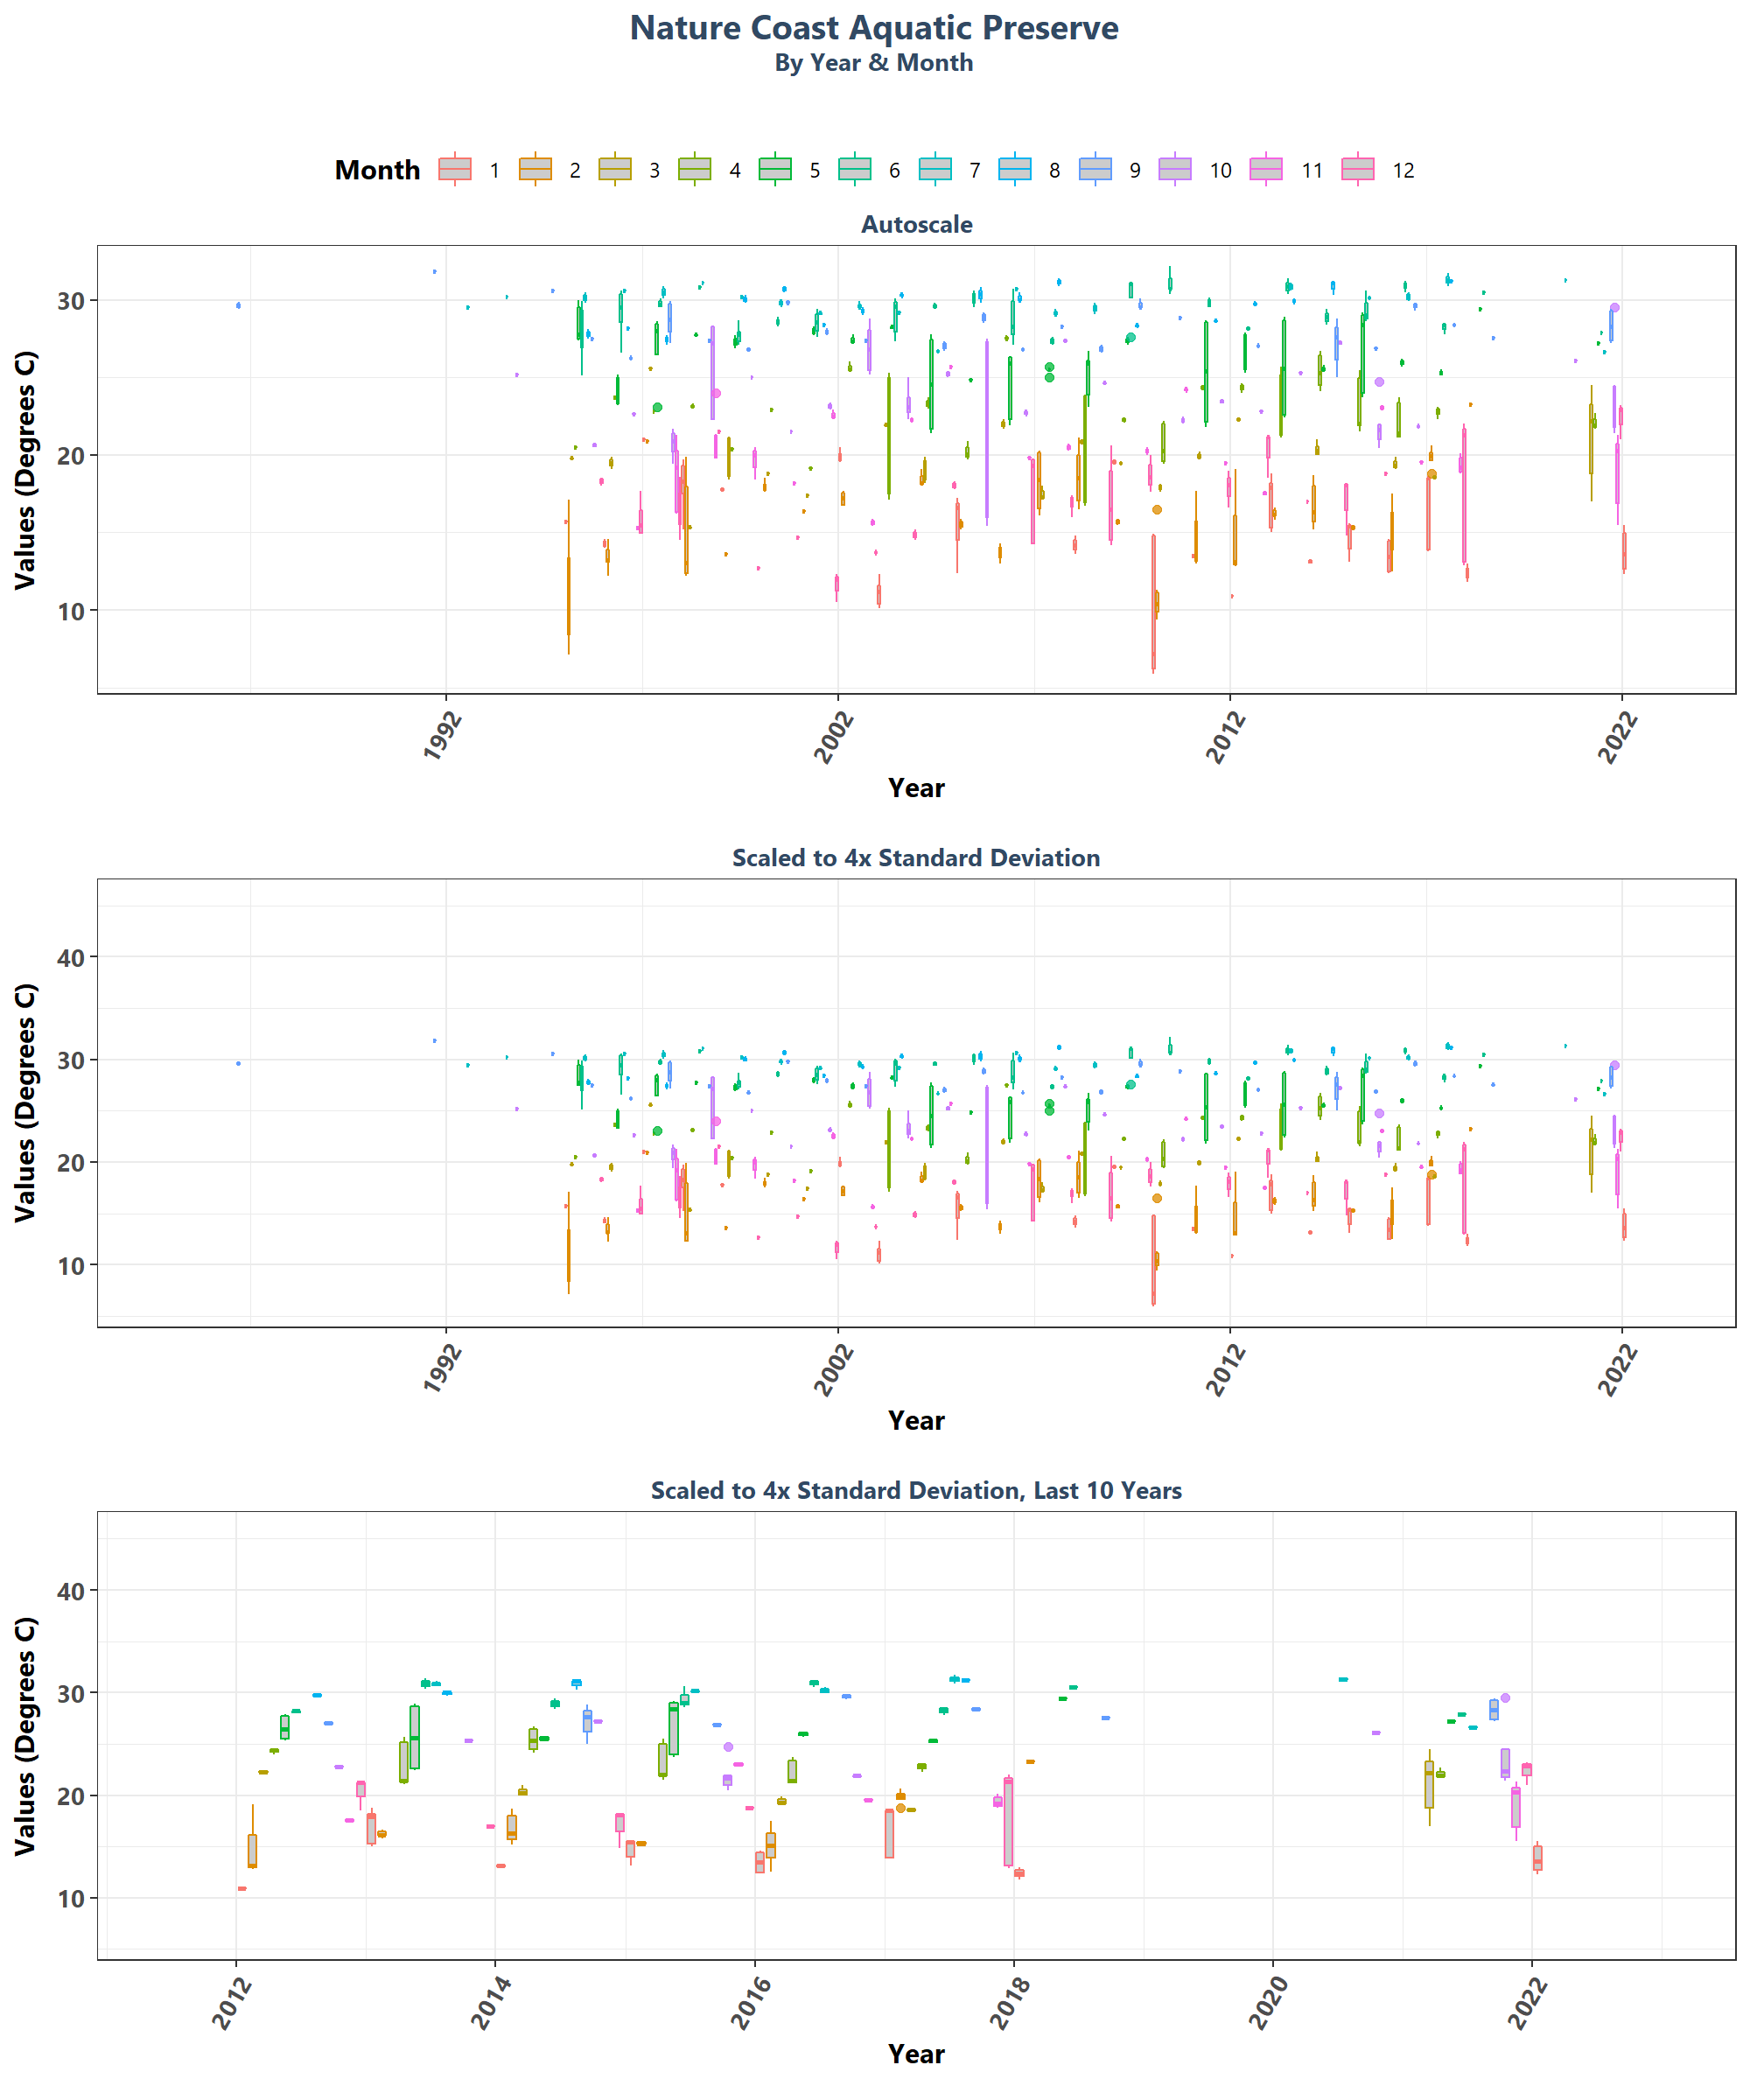 Nature Coast Aquatic Preserve
By Year & Month
Month 1 2 3 4 5 6 7 8 9 10 11 12
Autoscale
Values (Degrees C)
30
20
10
1992 2002 2012 2022
Year
Scaled to 4x Standard Deviation
Values (Degrees C)
40
30
20
10
1992 2002 2012 2022
Year
Scaled to 4x Standard Deviation, Last 10 Years
Values (Degrees C)
40
30
20
10
2012 2014 2016 2018 2020 2022
Year